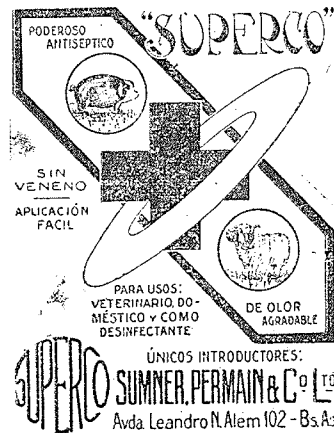 PODEROSO
ANTISEPTICO
"SUPERCO"
SIN
VENENO
APLICACIÓN
FACIL
PARA USOS:
VETERINARIO, DO-
MÉSTICO Y COMO
DESINFECTANTE
DE OLOR
AGRADABLE
ÚNICOS INTRODUCTORES:
SUPERCO
SUMNER, PERMAIN & Co Ltd
Avda. Leandro N. Alem 102 - Bs. As.